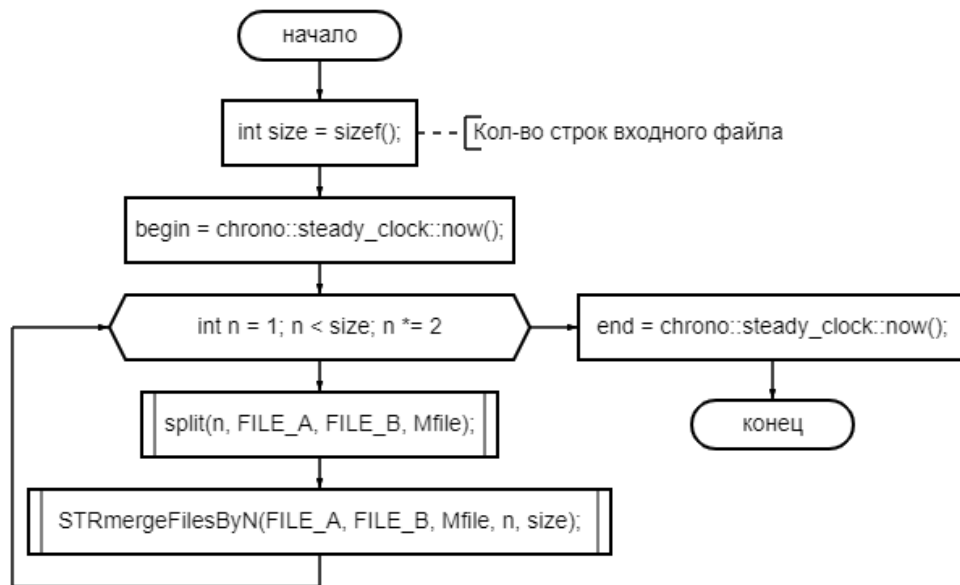 начало
int size = sizef();
Кол-во строк входного файла
begin = chrono::steady_clock::now();
int n = 1; n < size; n *= 2
end = chrono::steady_clock::now();
split(n, FILE_A, FILE_B, Mfile);
конец
STRmergeFilesByN(FILE_A, FILE_B, Mfile, n, size);